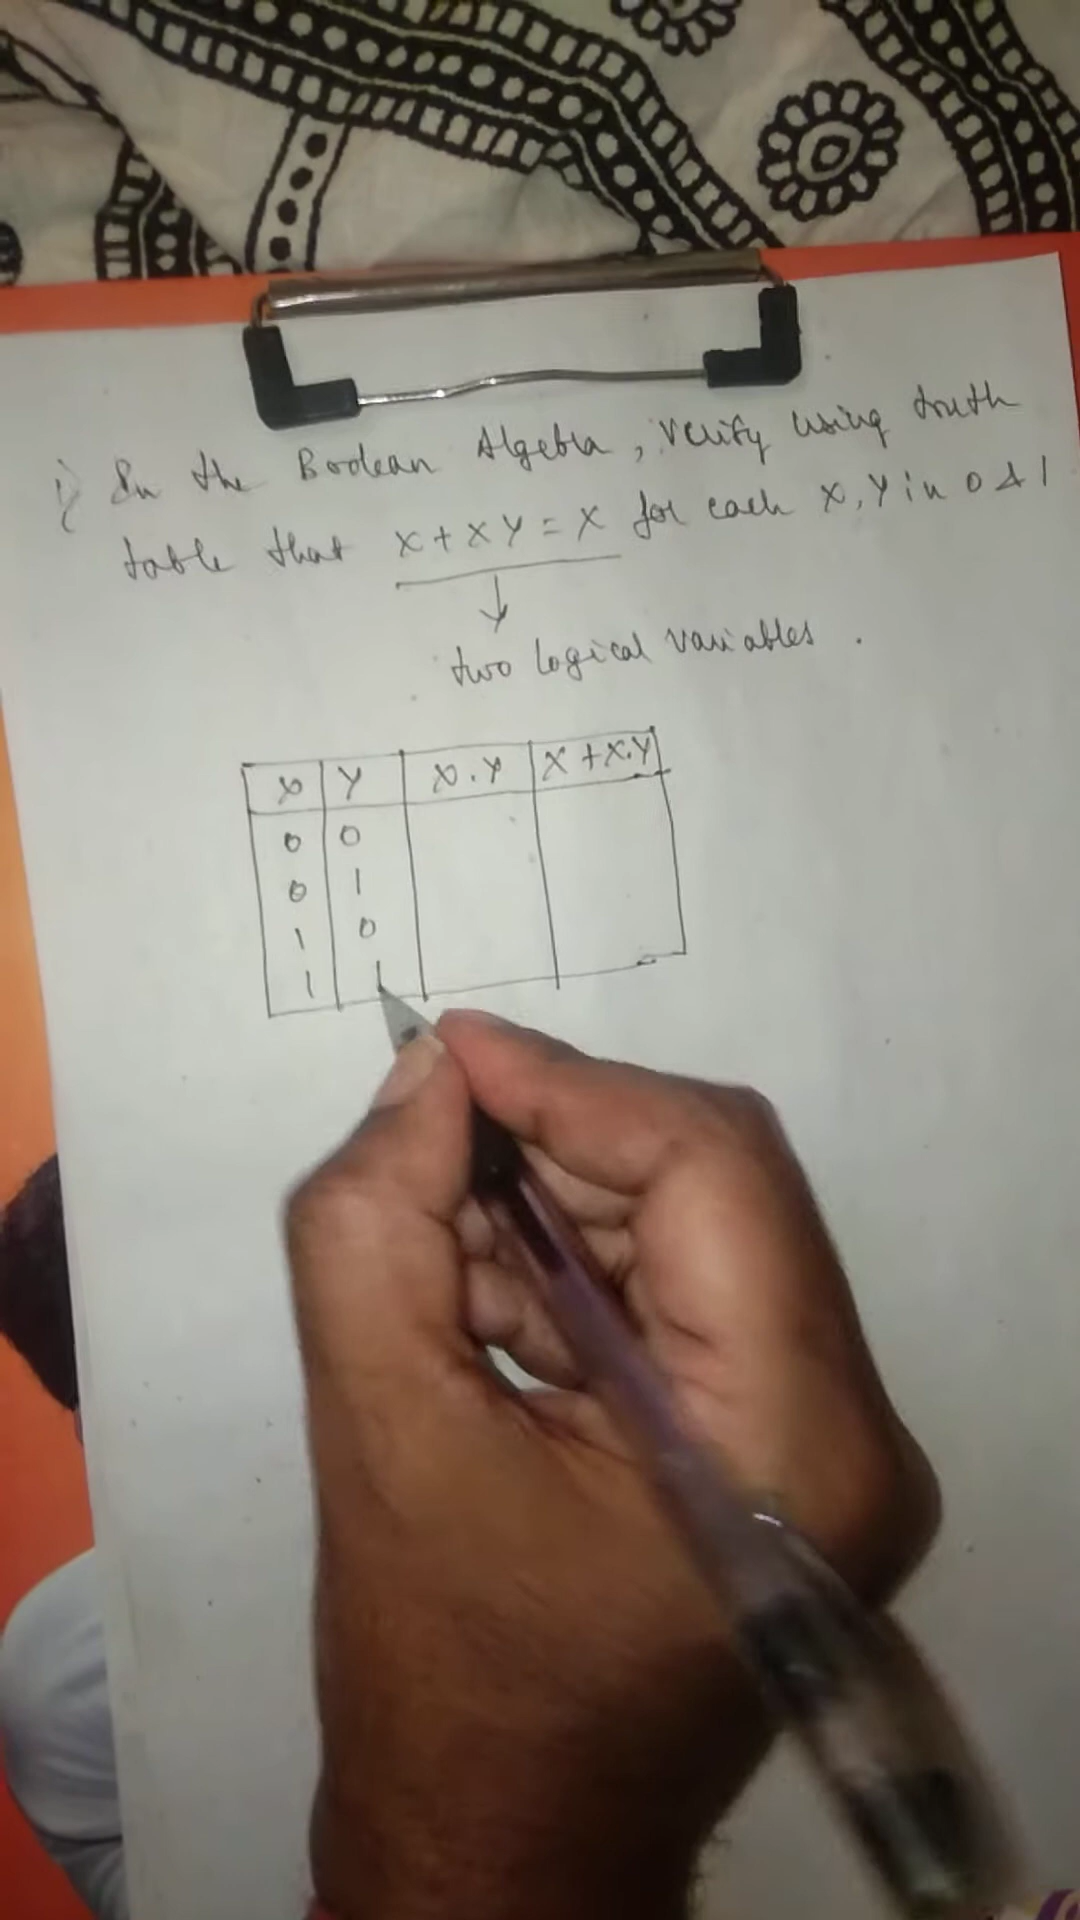 i) In the Boolean Algebra, verify using truth
table that X + X Y = X for each X, Y in 0 & 1
↓
two logical variables.
X Y X.Y X + X.Y
0 0
0 1
1 0
1 1